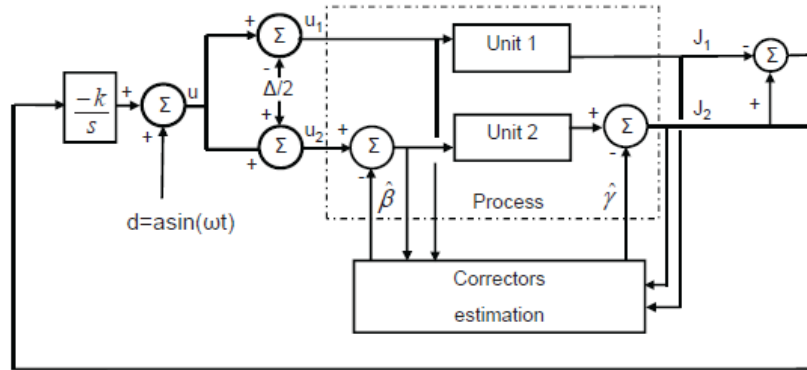 -k
s
+
+
Σ
u
d=asin(ωt)
+
-
Σ
Δ/2
+
+
Σ
u1
u2
+
-
Σ
β̂
Unit 1
Unit 2
Process
+
-
Σ
γ̂
Correctors
estimation
J1
J2
-
+
Σ